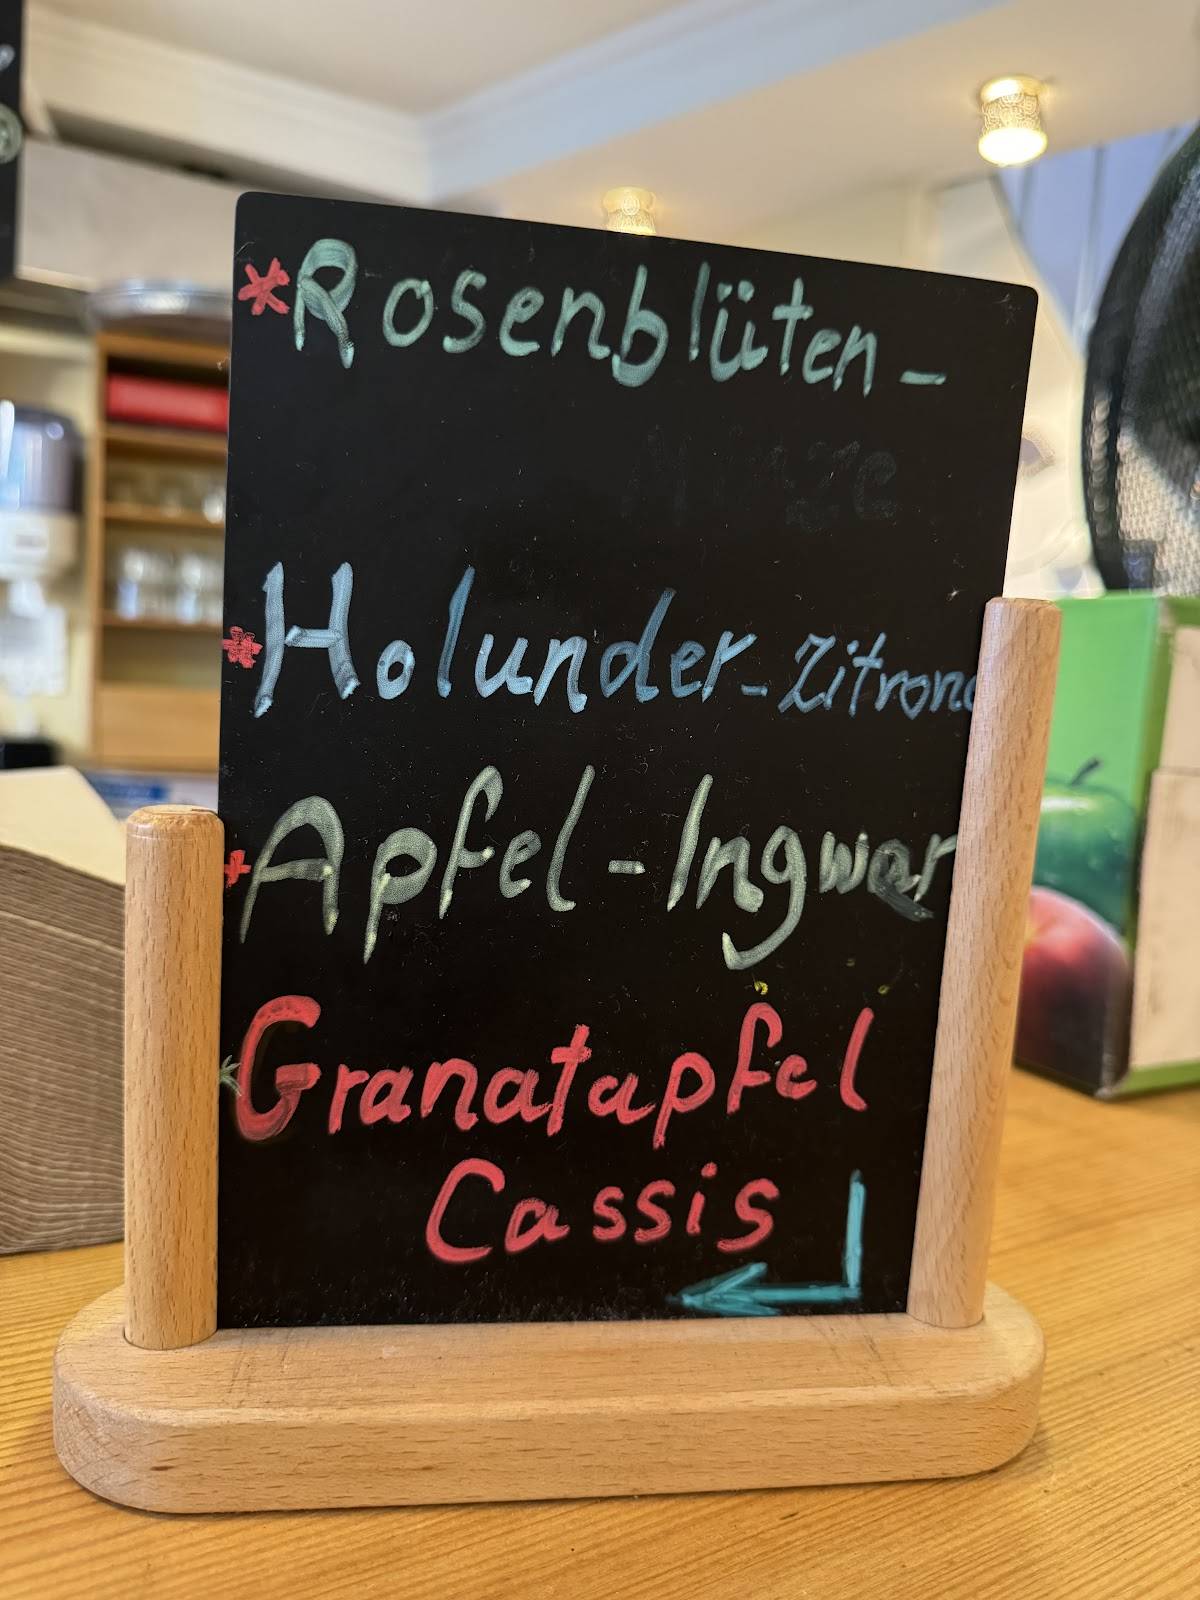 *Rosenblüten-
*Holunder-Zitrone
*Apfel-Ingwer
*Granatapfel
Cassis